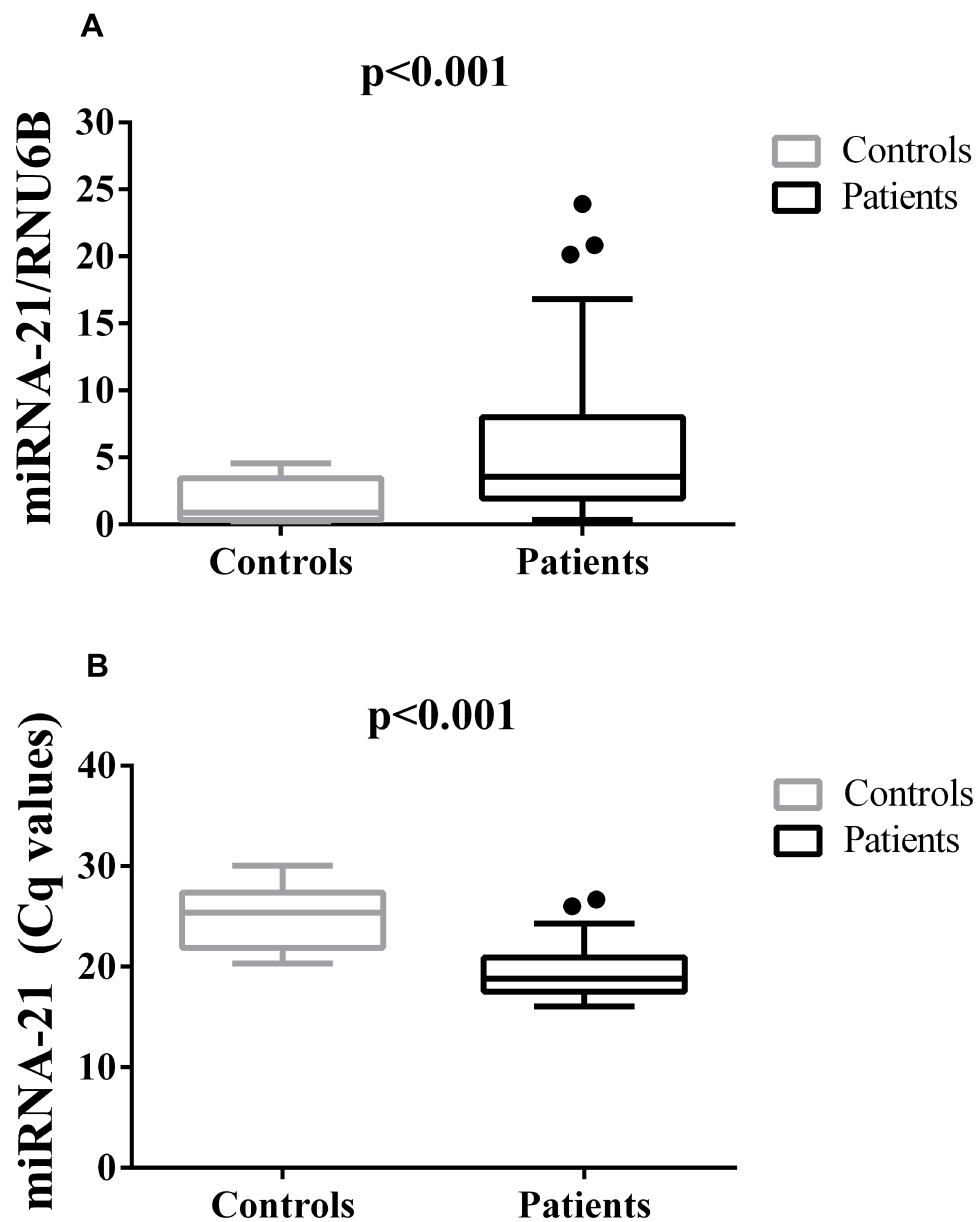 A
p<0.001
miRNA-21/RNU6B
30
25
20
15
10
5
0
Controls
Patients
Controls
Patients
B
p<0.001
miRNA-21 (Cq values)
40
30
20
10
0
Controls
Patients
Controls
Patients